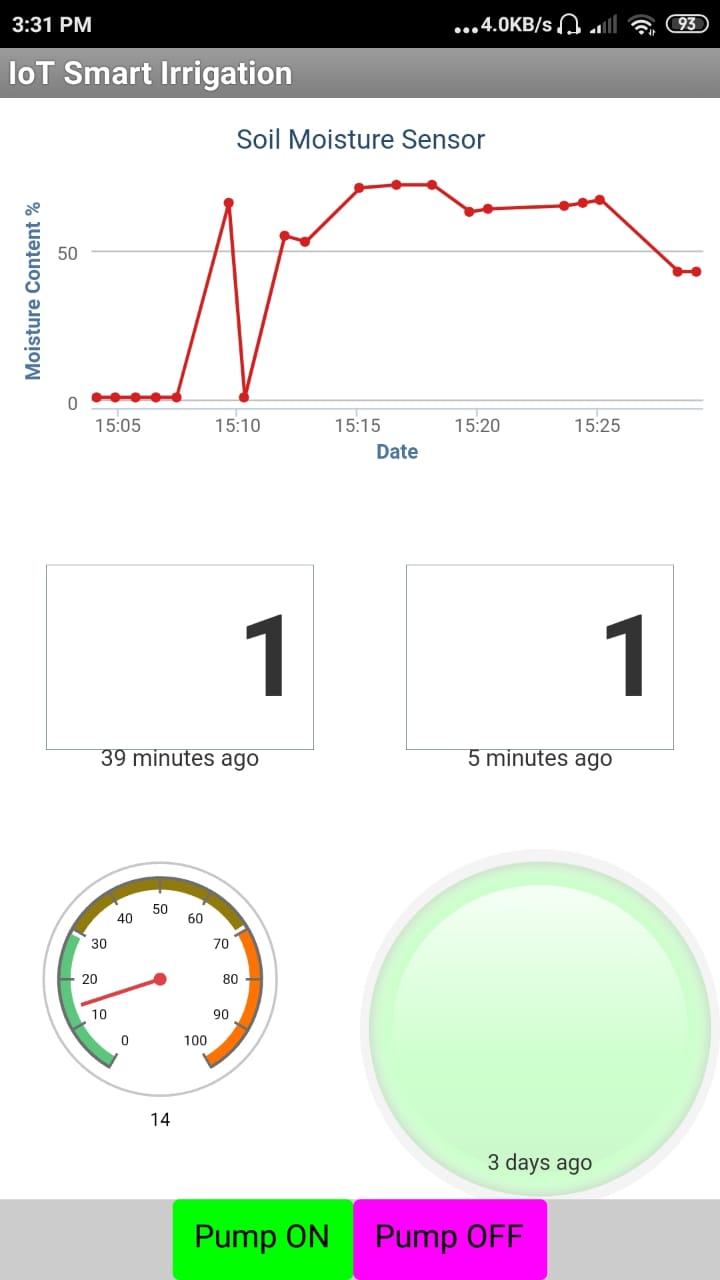 3:31 PM ...4.0KB/s 93
IoT Smart Irrigation
Soil Moisture Sensor
Moisture Content %
50
0
15:05 15:10 15:15 15:20 15:25
Date
1 1
39 minutes ago 5 minutes ago
50
40 60
30 70
20 80
10 90
0 100
14
3 days ago
Pump ON Pump OFF